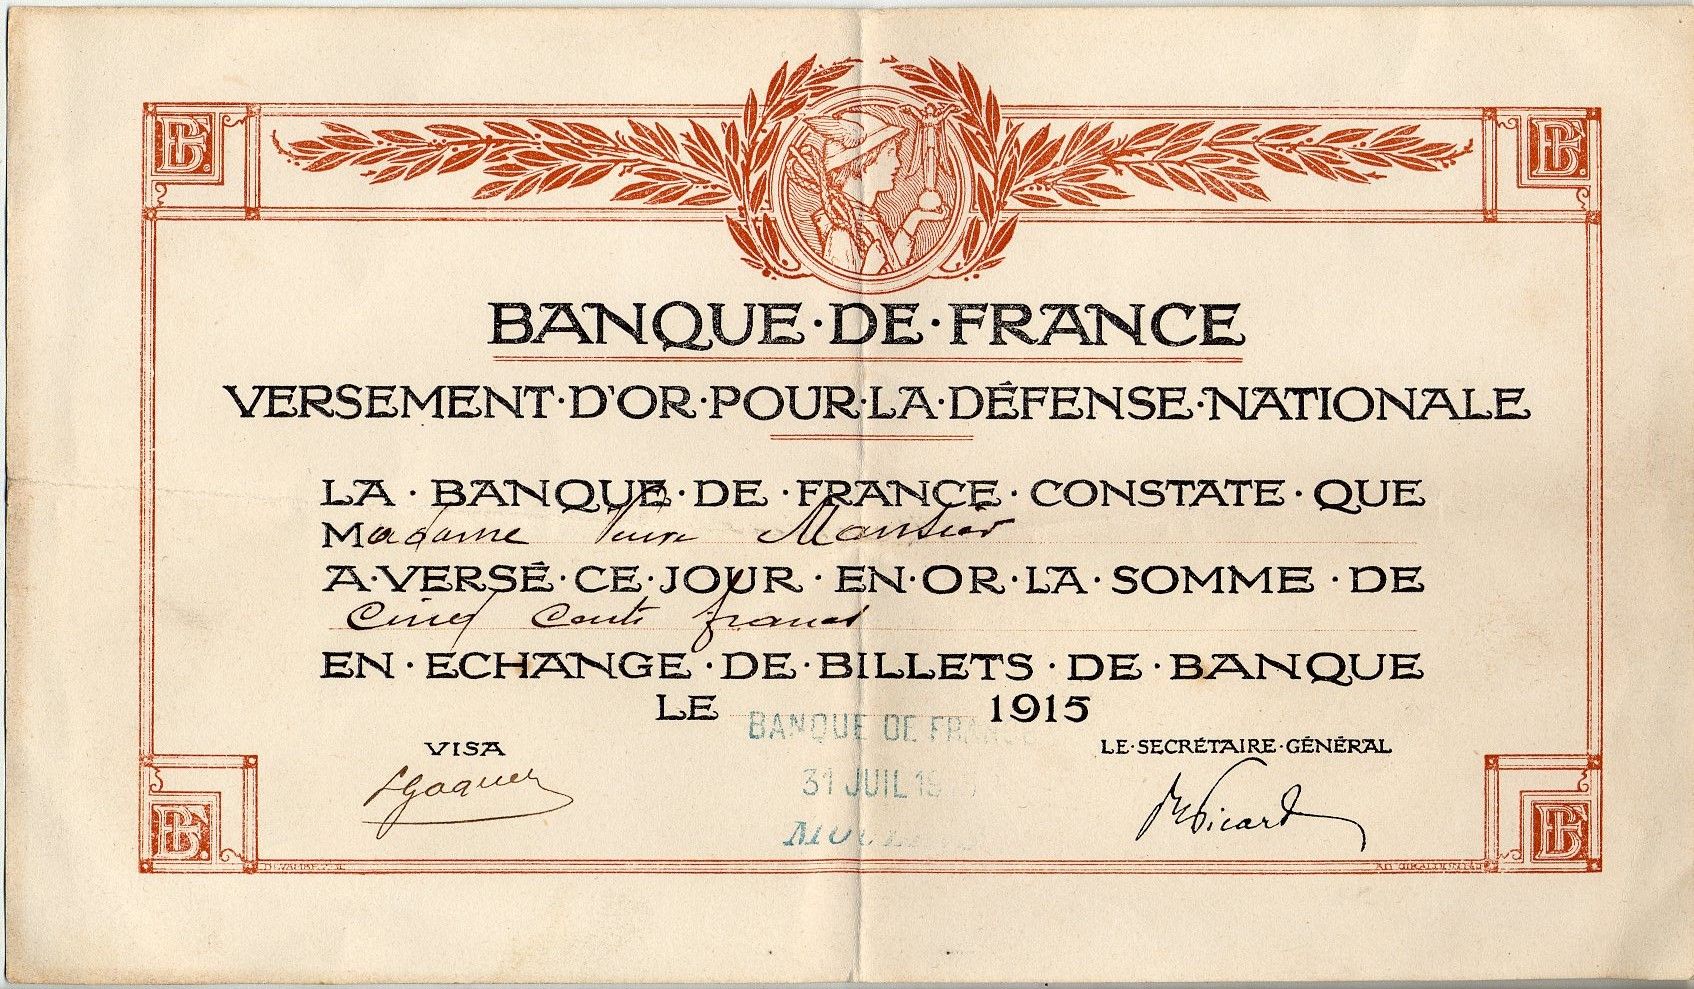 BANQUE·DE·FRANCE
VERSEMENT·D'OR·POUR·LA·DÉFENSE·NATIONALE
LA·BANQUE·DE·FRANCE·CONSTATE·QUE
Madame Veuve
A·VERSÉ·CE·JOUR·EN·OR·LA·SOMME·DE
Cinq Cents francs
EN·ECHANGE·DE·BILLETS·DE·BANQUE
LE 1915
BANQUE DE FRANCE
VISA
LE·SECRÉTAIRE·GÉNÉRAL
31 JUIL
Picard